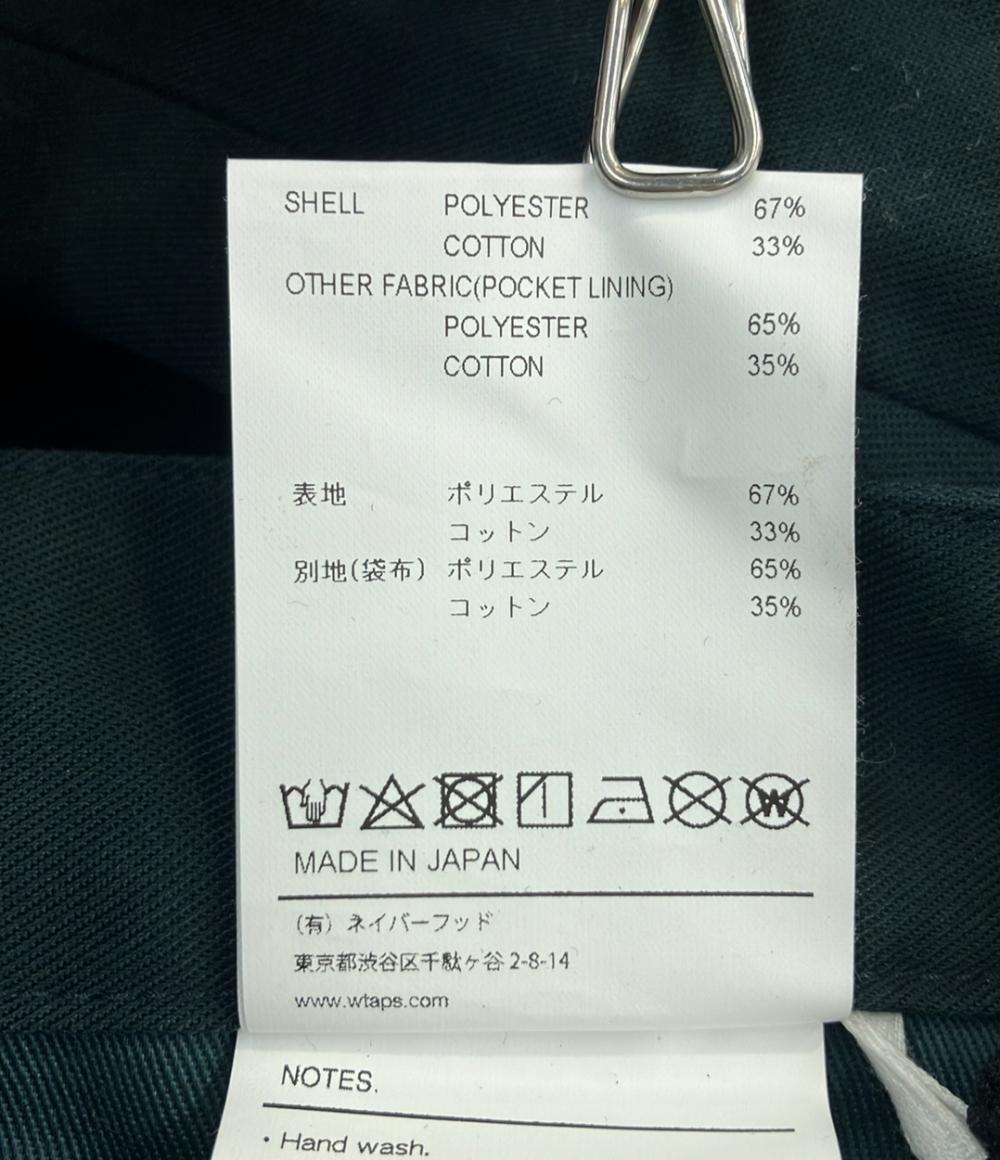 SHELL POLYESTER 67%
COTTON 33%
OTHER FABRIC(POCKET LINING)
POLYESTER 65%
COTTON 35%
表地 ポリエステル 67%
コットン 33%
別地(袋布) ポリエステル 65%
コットン 35%
W
MADE IN JAPAN
(有) ネイバーフッド
東京都渋谷区千駄ヶ谷 2-8-14
www.wtaps.com
NOTES.
・Hand wash.